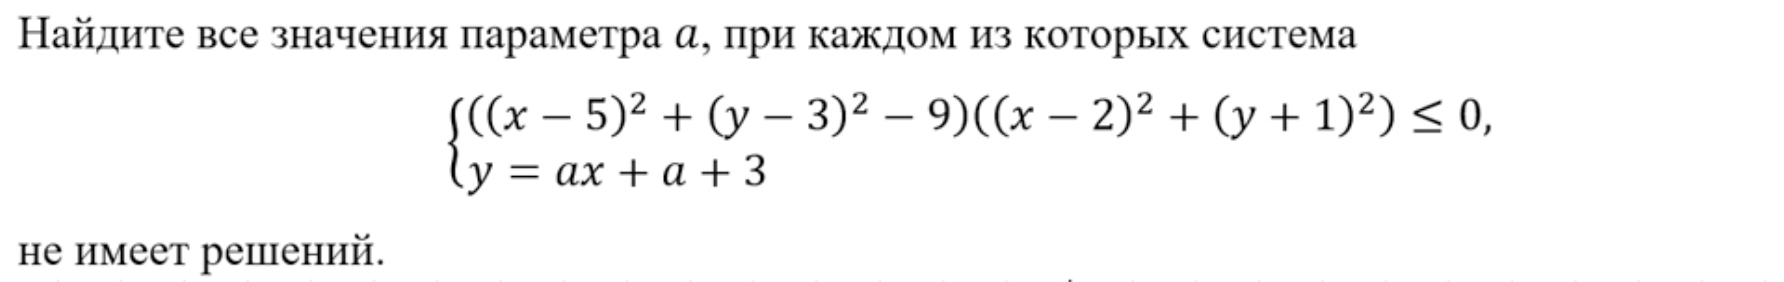 Найдите все значения параметра a, при каждом из которых система
{((x − 5)² + (y − 3)² − 9)((x − 2)² + (y + 1)²) ≤ 0,
y = ax + a + 3
не имеет решений.